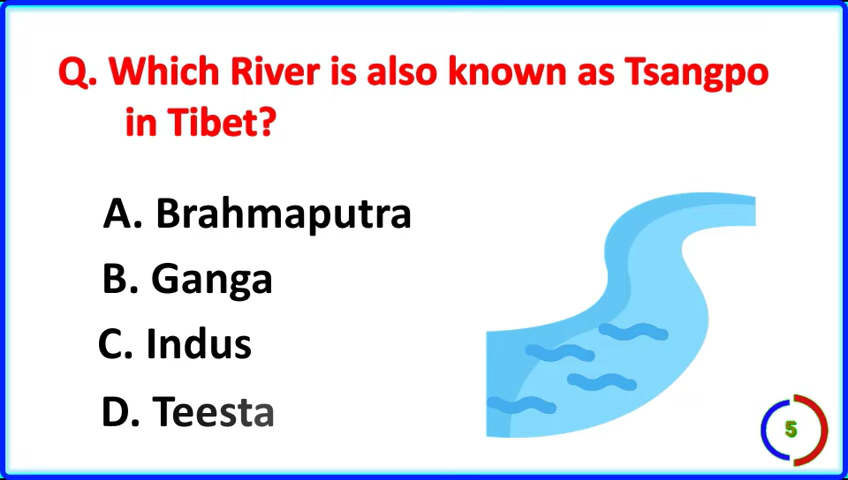 Q. Which River is also known as Tsangpo
in Tibet?
A. Brahmaputra
B. Ganga
C. Indus
D. Teesta
5